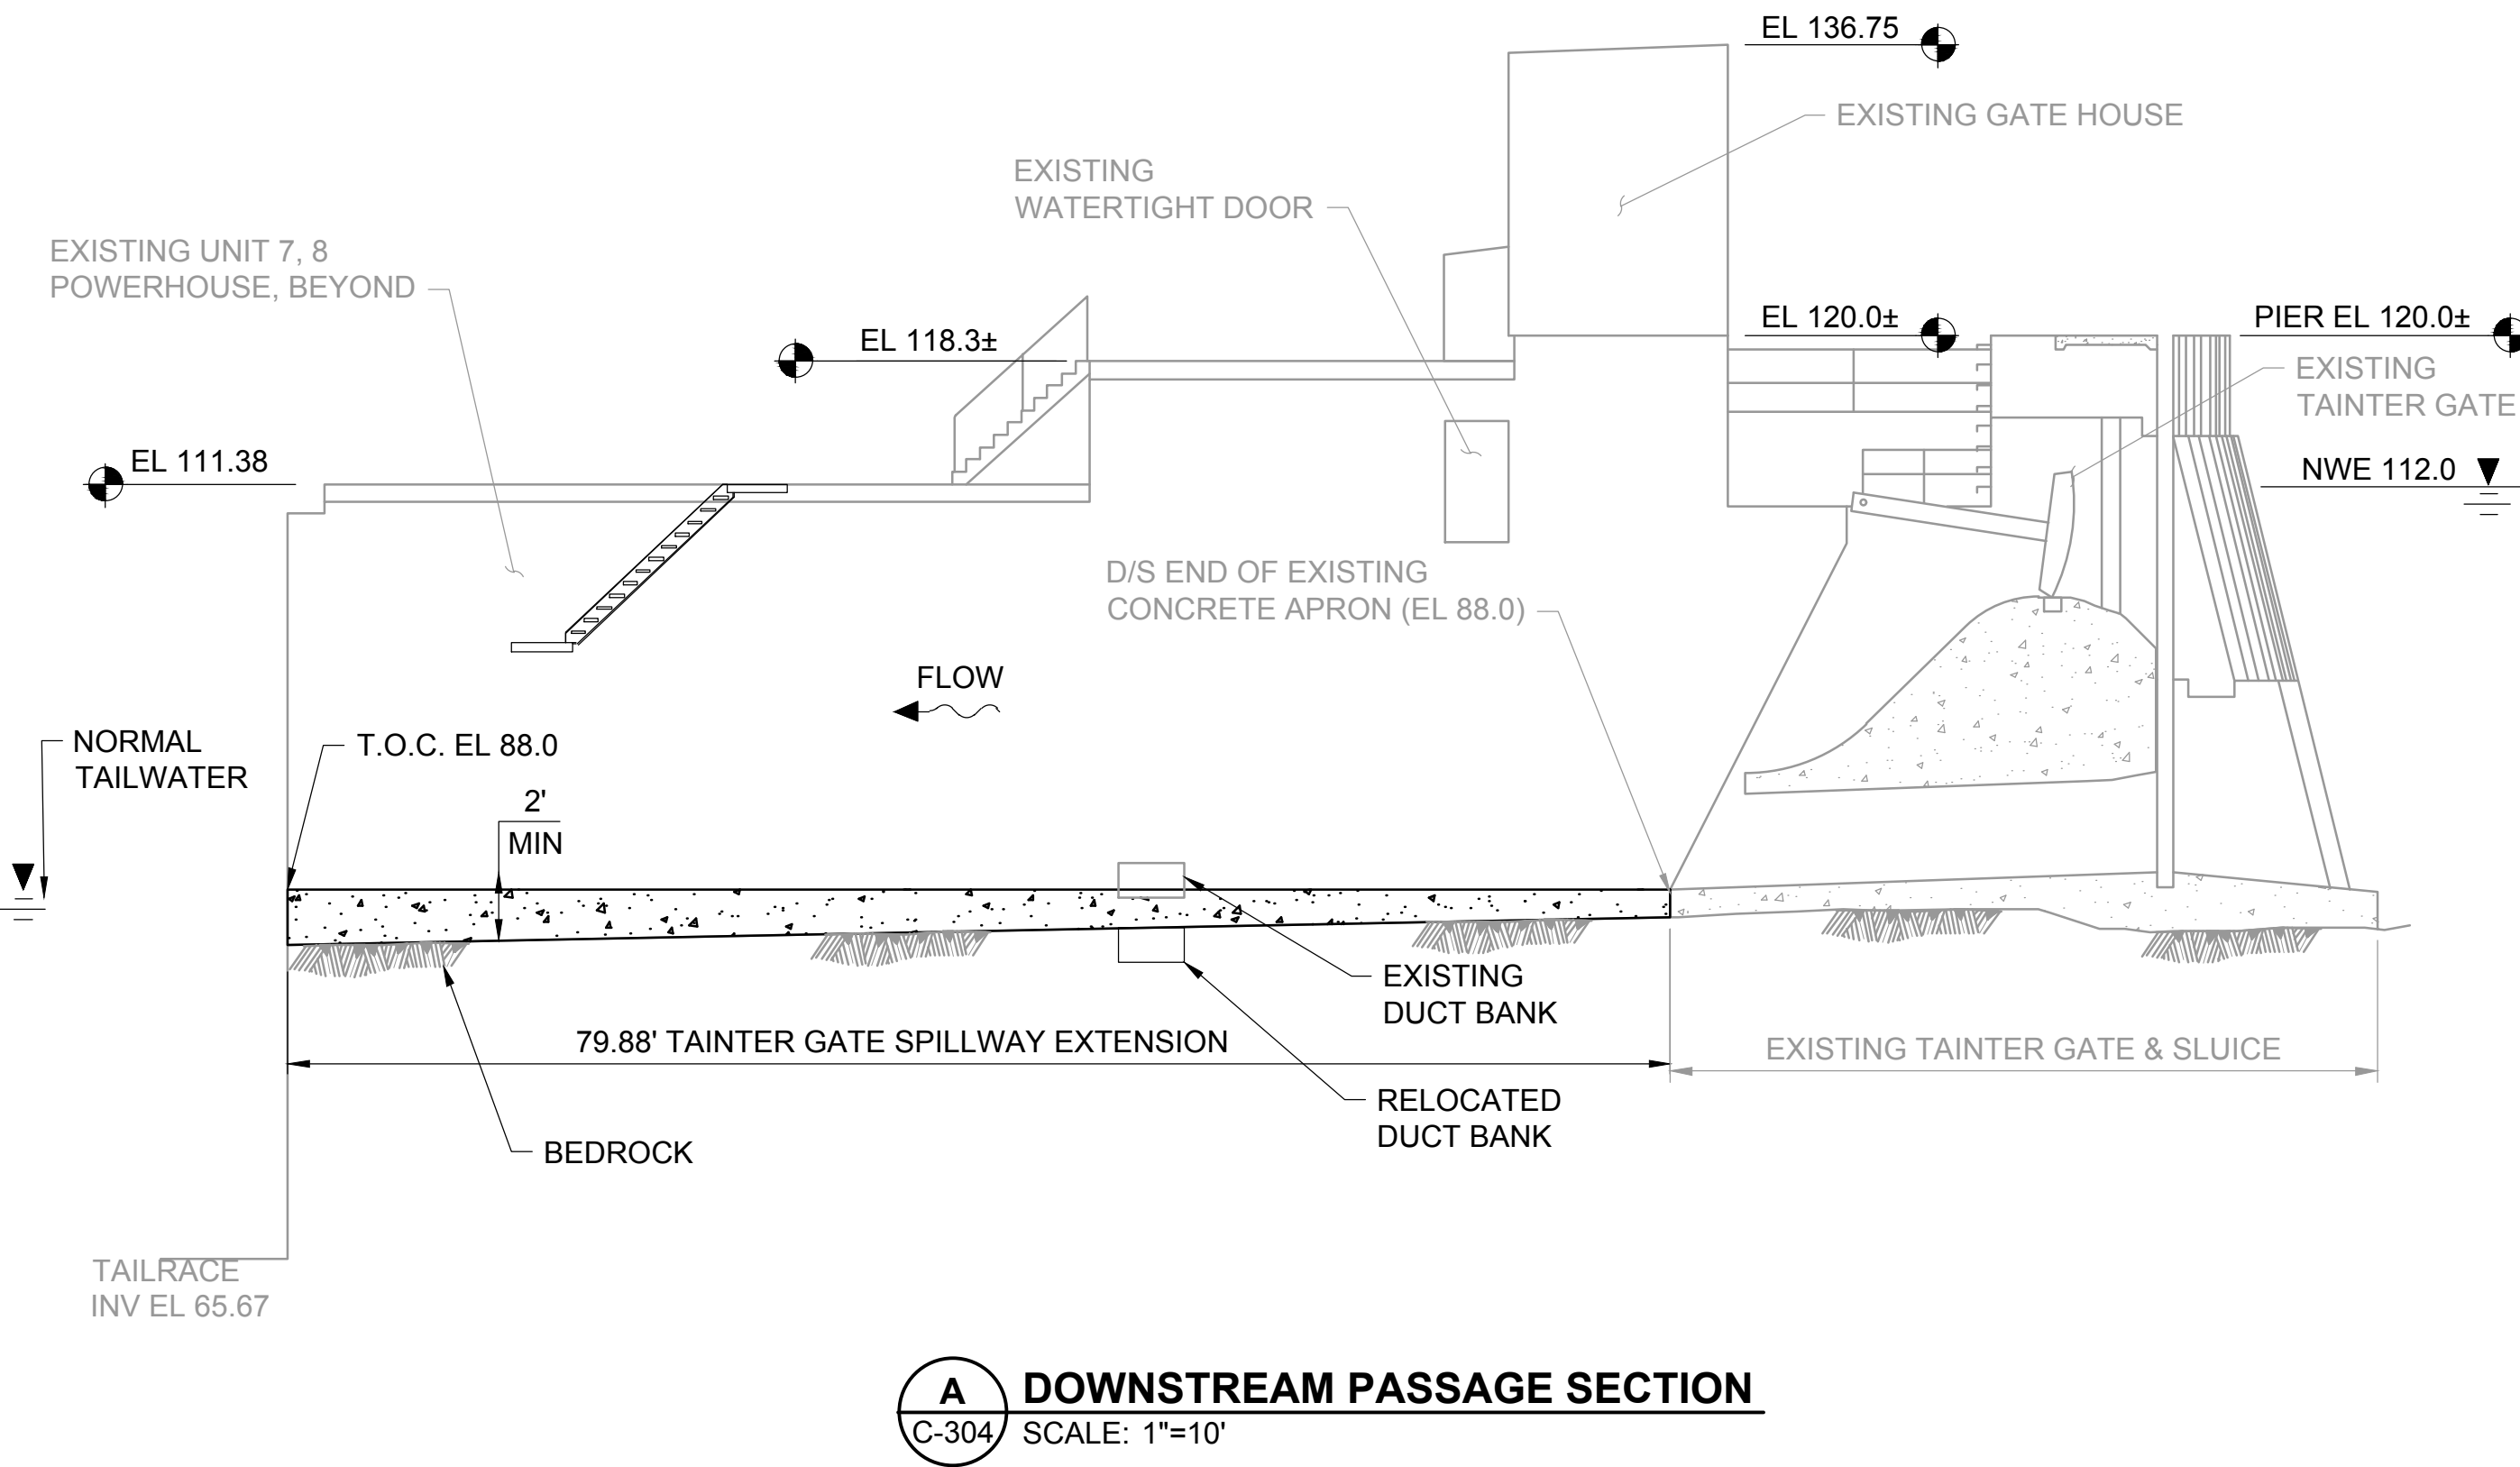 EL 136.75
EXISTING GATE HOUSE
EXISTING
WATERTIGHT DOOR
EXISTING UNIT 7, 8
POWERHOUSE, BEYOND
EL 118.3±
EL 120.0±
PIER EL 120.0±
EXISTING
TAINTER GATE
EL 111.38
NWE 112.0
D/S END OF EXISTING
CONCRETE APRON (EL 88.0)
FLOW
NORMAL
TAILWATER
T.O.C. EL 88.0
2'
MIN
EXISTING
DUCT BANK
79.88' TAINTER GATE SPILLWAY EXTENSION
EXISTING TAINTER GATE & SLUICE
RELOCATED
DUCT BANK
BEDROCK
TAILRACE
INV EL 65.67
A
C-304
DOWNSTREAM PASSAGE SECTION
SCALE: 1"=10'